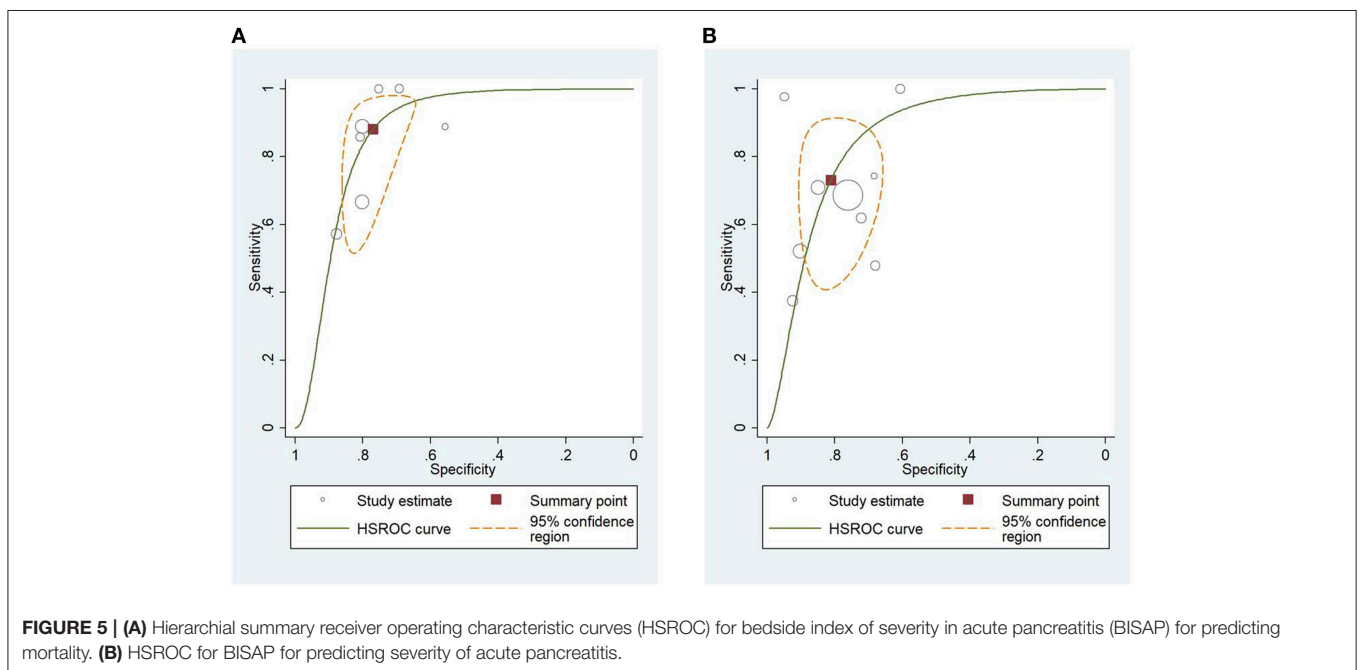 A
B
1
.8
.6
.4
.2
0
Sensitivity
1
.8
.6
.4
.2
0
Specificity
Study estimate
Summary point
HSROC curve
95% confidence
region
1
.8
.6
.4
.2
0
Sensitivity
1
.8
.6
.4
.2
0
Specificity
Study estimate
Summary point
HSROC curve
95% confidence
region
FIGURE 5 | (A) Hierarchial summary receiver operating characteristic curves (HSROC) for bedside index of severity in acute pancreatitis (BISAP) for predicting
mortality. (B) HSROC for BISAP for predicting severity of acute pancreatitis.